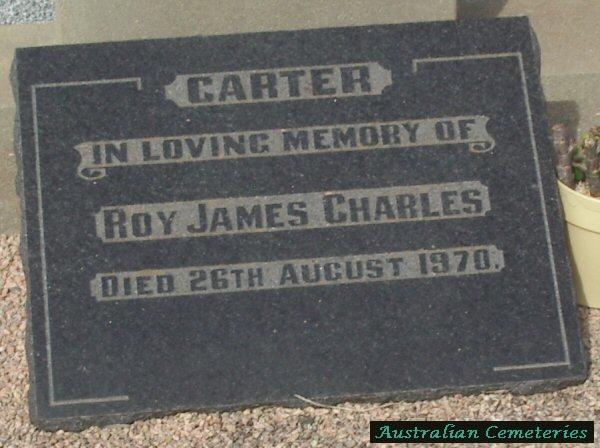 CARTER
IN LOVING MEMORY OF
ROY JAMES CHARLES
DIED 26TH AUGUST 1970.
Australian Cemeteries